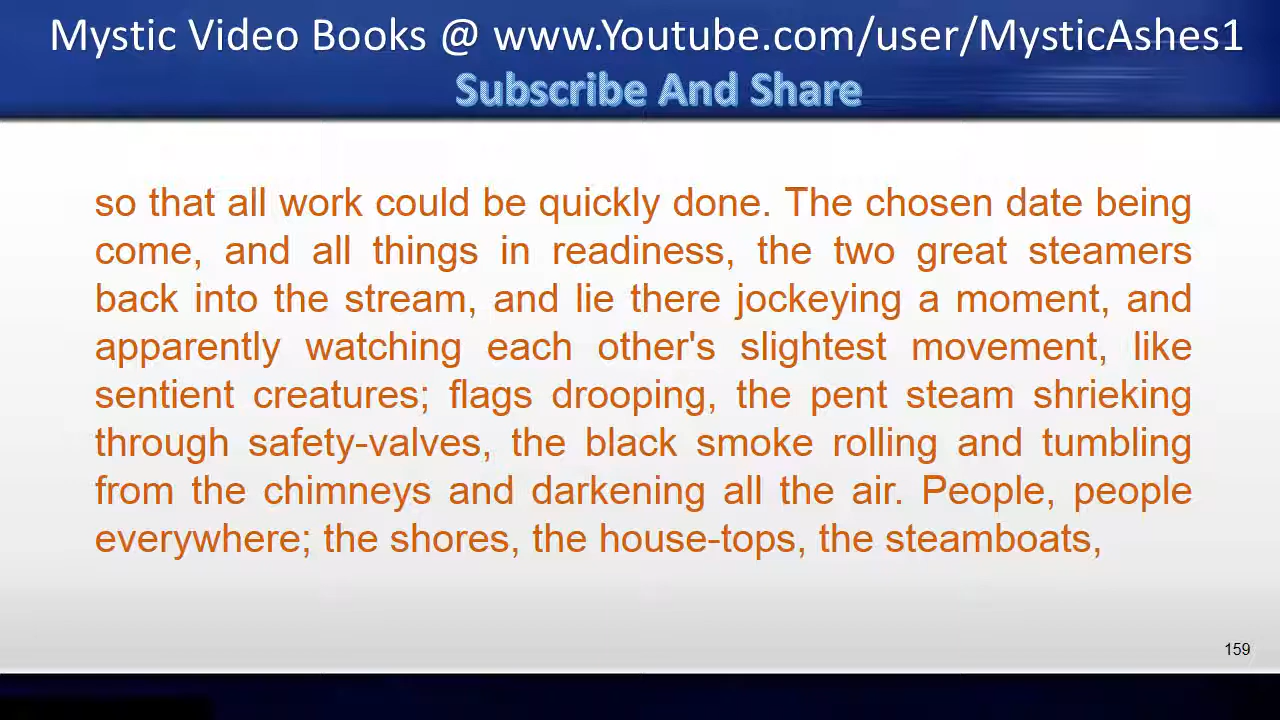 Mystic Video Books @ www.Youtube.com/user/MysticAshes1
Subscribe And Share
so that all work could be quickly done. The chosen date being
come, and all things in readiness, the two great steamers
back into the stream, and lie there jockeying a moment, and
apparently watching each other's slightest movement, like
sentient creatures; flags drooping, the pent steam shrieking
through safety-valves, the black smoke rolling and tumbling
from the chimneys and darkening all the air. People, people
everywhere; the shores, the house-tops, the steamboats,
159